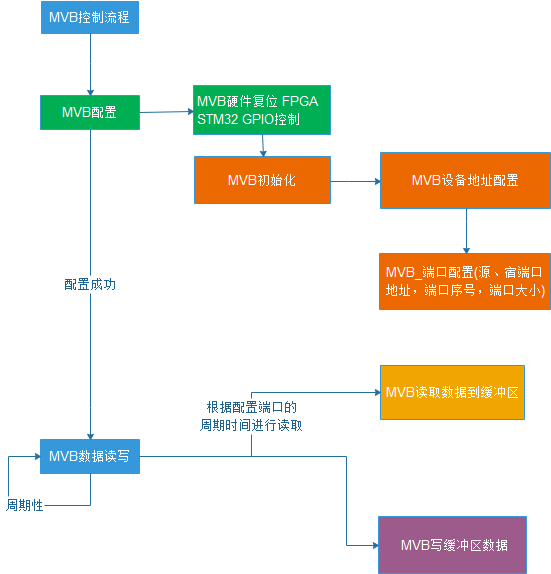 MVB控制流程
MVB配置
MVB硬件复位 FPGA
STM32 GPIO控制
MVB初始化
MVB设备地址配置
MVB_端口配置(源、宿端口
地址，端口序号，端口大小)
配置成功
MVB读取数据到缓冲区
根据配置端口的
周期时间进行读取
MVB数据读写
周期性
MVB写缓冲区数据